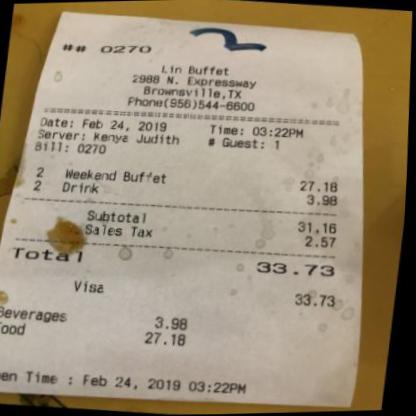 2
## 0270
Lin Buffet
2988 N. Expressway
Brownsville,TX
Phone(956)544-6600
Date: Feb 24, 2019 Time: 03:22PM
Server: Kenya Judith # Guest: 1
Bill: 0270
2 Weekend Buffet 27.18
2 Drink 3.98
Subtotal 31.16
Sales Tax 2.57
Total 33.73
Visa 33.73
Beverages 3.98
ood 27.18
en Time : Feb 24, 2019 03:22PM